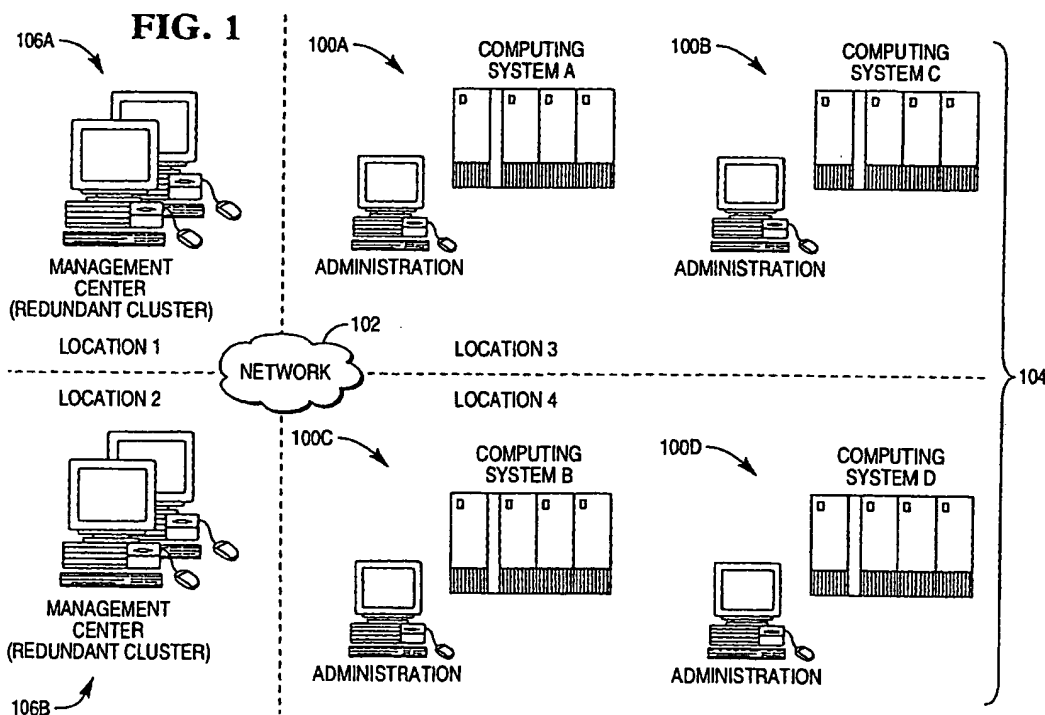 FIG. 1
106A
MANAGEMENT
CENTER
(REDUNDANT CLUSTER)
LOCATION 1
100A
COMPUTING
SYSTEM A
ADMINISTRATION
100B
COMPUTING
SYSTEM C
ADMINISTRATION
LOCATION 3
102
NETWORK
104
LOCATION 2
MANAGEMENT
CENTER
(REDUNDANT CLUSTER)
106B
LOCATION 4
100C
COMPUTING
SYSTEM B
ADMINISTRATION
100D
COMPUTING
SYSTEM D
ADMINISTRATION